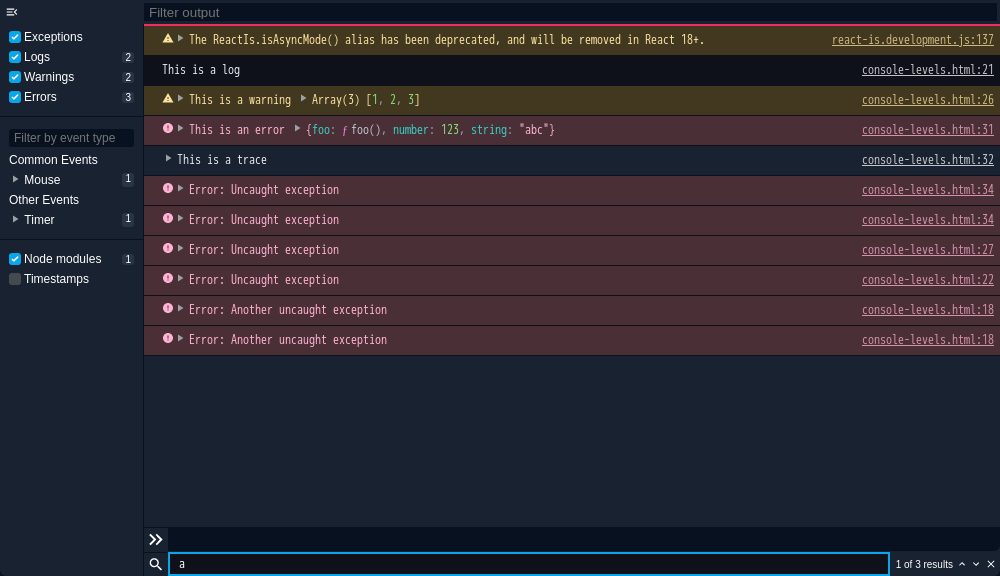 Filter output
Exceptions
Logs 2
Warnings 2
Errors 3
Filter by event type
Common Events
Mouse 1
Other Events
Timer 1
Node modules 1
Timestamps
The ReactIs.isAsyncMode() alias has been deprecated, and will be removed in React 18+. react-is.development.js:137
This is a log console-levels.html:21
This is a warning Array(3) [1, 2, 3] console-levels.html:26
This is an error {foo: ƒ foo(), number: 123, string: "abc"} console-levels.html:31
This is a trace console-levels.html:32
Error: Uncaught exception console-levels.html:34
Error: Uncaught exception console-levels.html:34
Error: Uncaught exception console-levels.html:27
Error: Uncaught exception console-levels.html:22
Error: Another uncaught exception console-levels.html:18
Error: Another uncaught exception console-levels.html:18
a 1 of 3 results